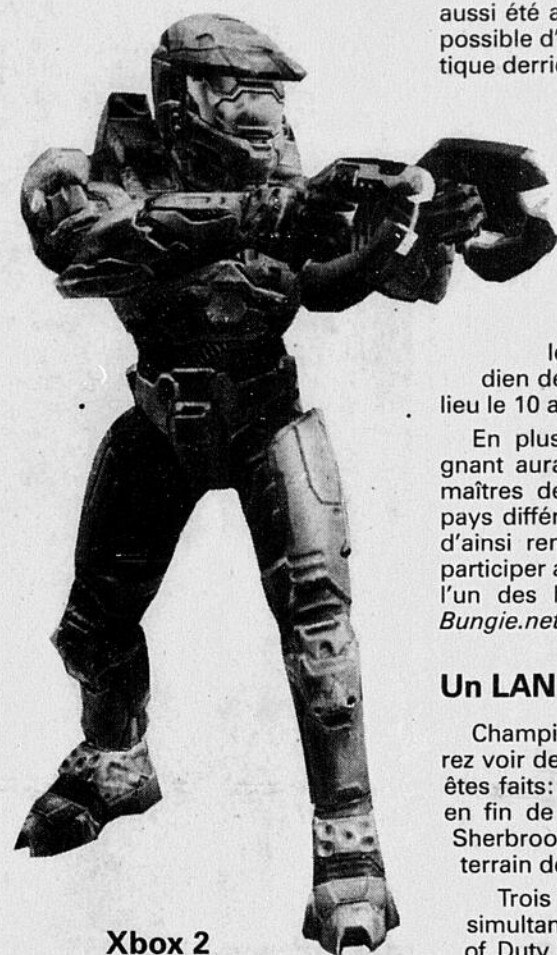 aussi été a
possible d'
tique derri
le
dien de
lieu le 10 a
En plus
gnant aura
maîtres de
pays différ
d'ainsi ren
participer a
l'un des
Bungie.net
Un LAN
Champi
rez voir de
êtes faits:
en fin de
Sherbroo
terrain de
Trois
simultan
of Duty
Xbox 2